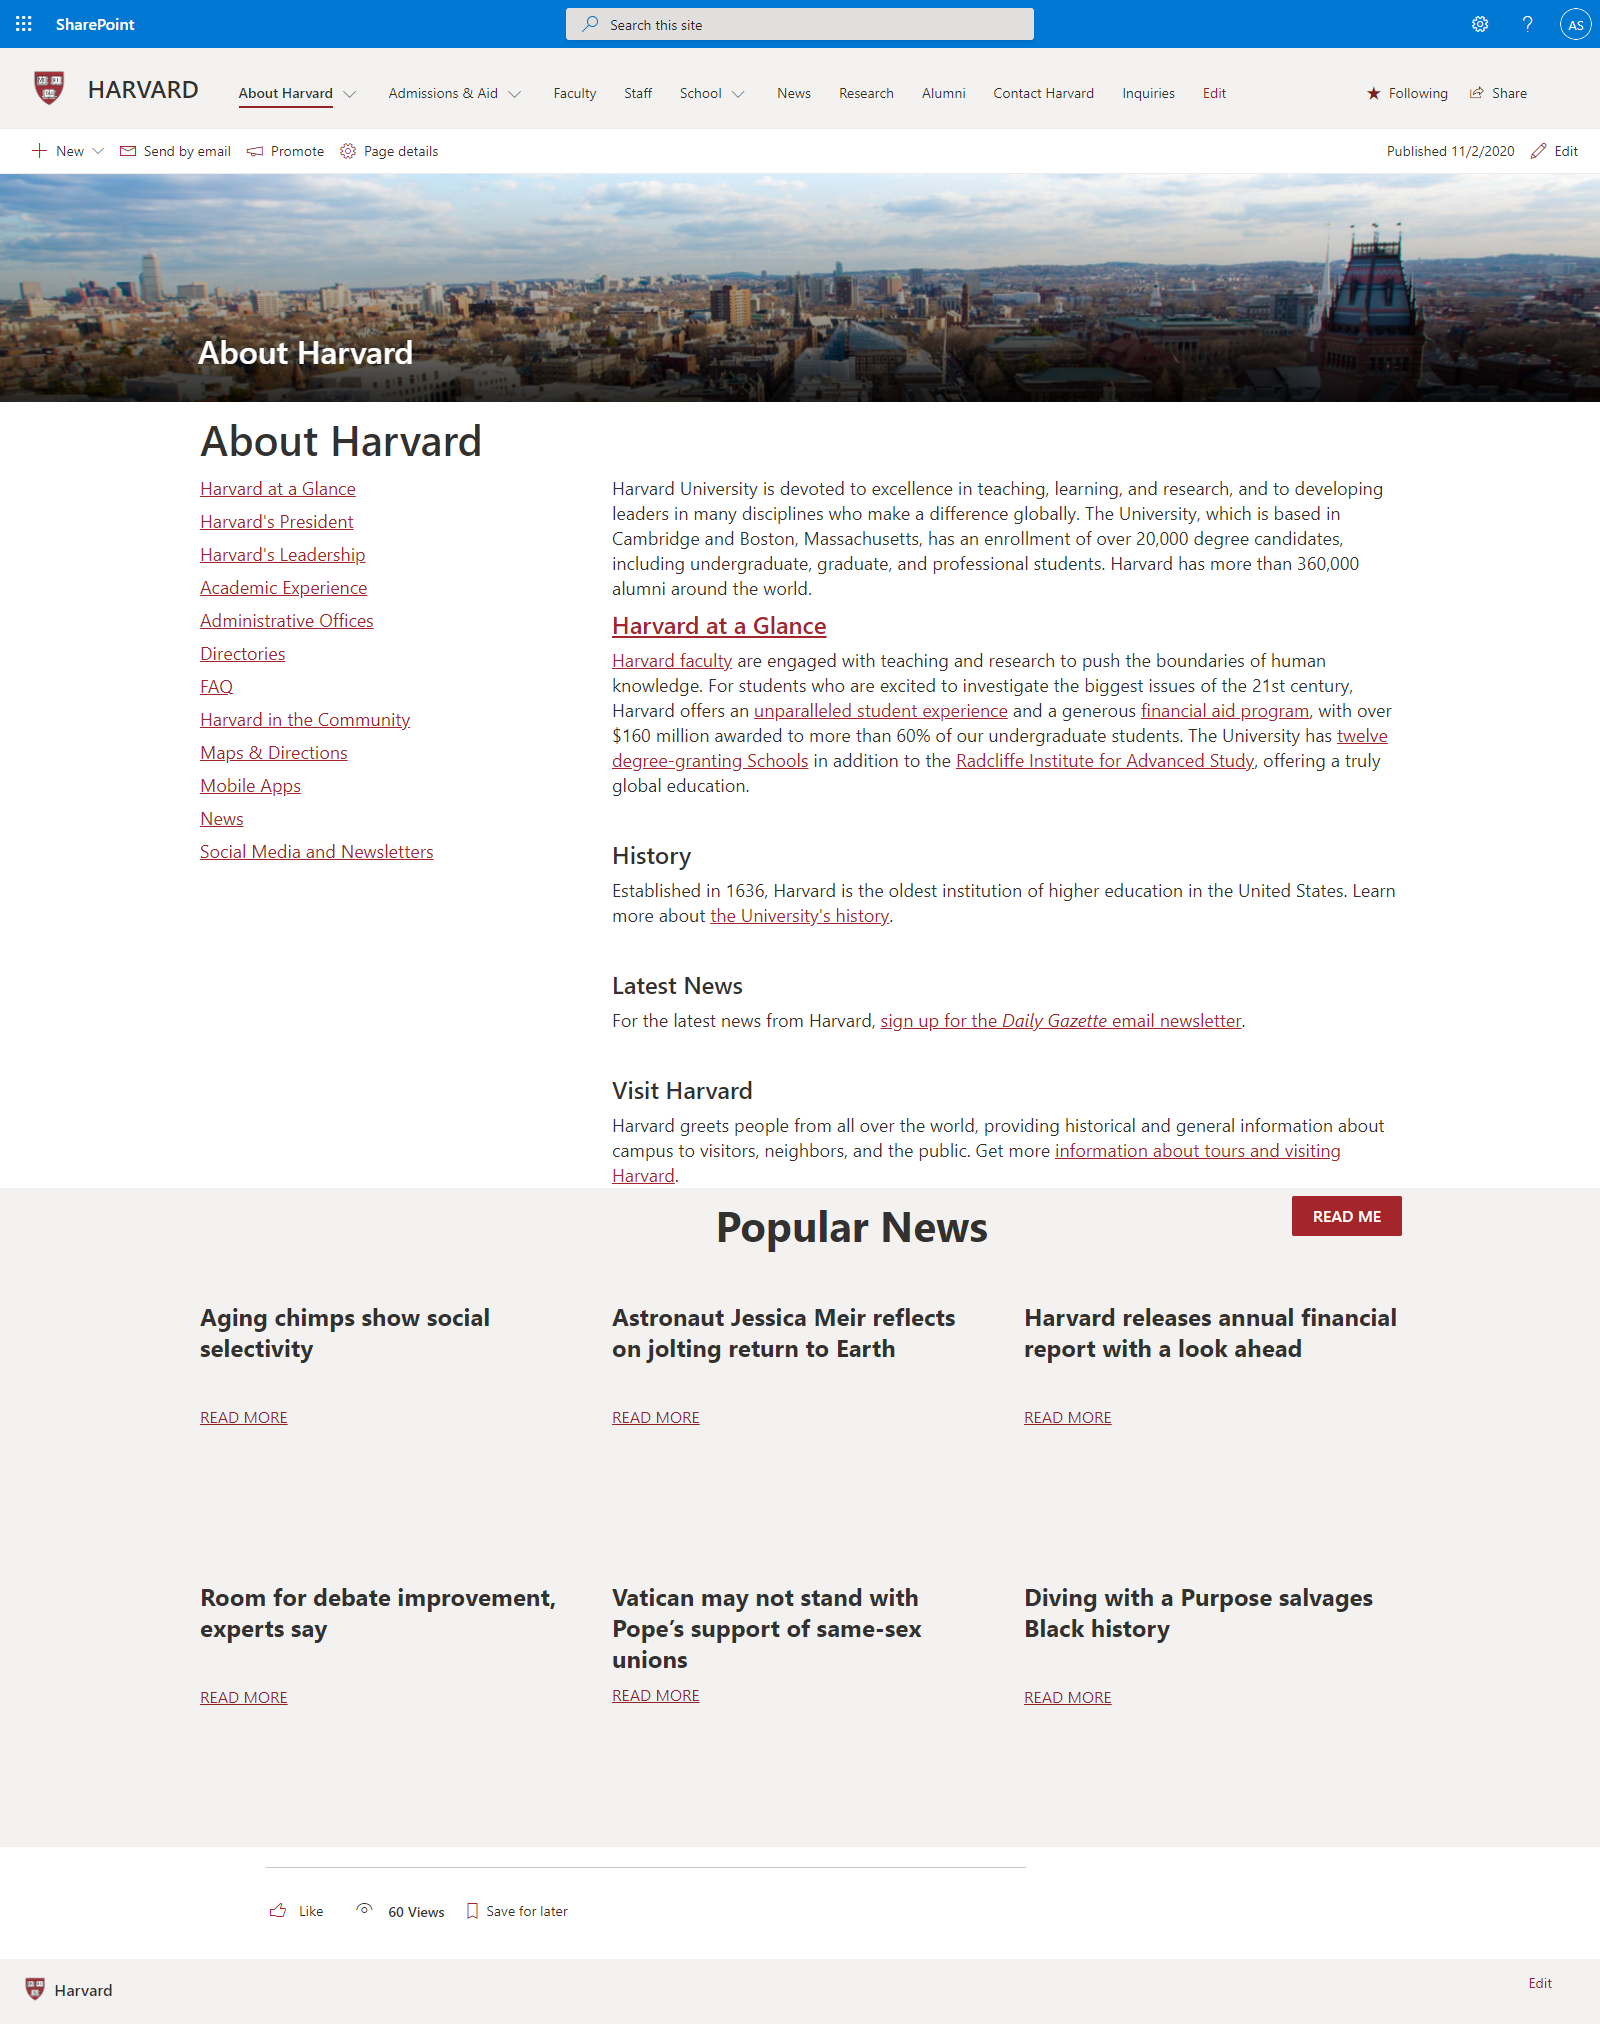 SharePoint
Search this site
AS
HARVARD
About Harvard
Admissions & Aid
Faculty
Staff
School
News
Research
Alumni
Contact Harvard
Inquiries
Edit
Following
Share
New
Send by email
Promote
Page details
Published 11/2/2020
Edit
About Harvard
About Harvard
Harvard at a Glance
Harvard's President
Harvard's Leadership
Academic Experience
Administrative Offices
Directories
FAQ
Harvard in the Community
Maps & Directions
Mobile Apps
News
Social Media and Newsletters
Harvard University is devoted to excellence in teaching, learning, and research, and to developing
leaders in many disciplines who make a difference globally. The University, which is based in
Cambridge and Boston, Massachusetts, has an enrollment of over 20,000 degree candidates,
including undergraduate, graduate, and professional students. Harvard has more than 360,000
alumni around the world.
Harvard at a Glance
Harvard faculty are engaged with teaching and research to push the boundaries of human
knowledge. For students who are excited to investigate the biggest issues of the 21st century,
Harvard offers an unparalleled student experience and a generous financial aid program, with over
$160 million awarded to more than 60% of our undergraduate students. The University has twelve
degree-granting Schools in addition to the Radcliffe Institute for Advanced Study, offering a truly
global education.
History
Established in 1636, Harvard is the oldest institution of higher education in the United States. Learn
more about the University's history.
Latest News
For the latest news from Harvard, sign up for the Daily Gazette email newsletter.
Visit Harvard
Harvard greets people from all over the world, providing historical and general information about
campus to visitors, neighbors, and the public. Get more information about tours and visiting
Harvard.
Popular News
READ ME
Aging chimps show social
selectivity
READ MORE
Astronaut Jessica Meir reflects
on jolting return to Earth
READ MORE
Harvard releases annual financial
report with a look ahead
READ MORE
Room for debate improvement,
experts say
READ MORE
Vatican may not stand with
Pope’s support of same-sex
unions
READ MORE
Diving with a Purpose salvages
Black history
READ MORE
Like
60 Views
Save for later
Harvard
Edit